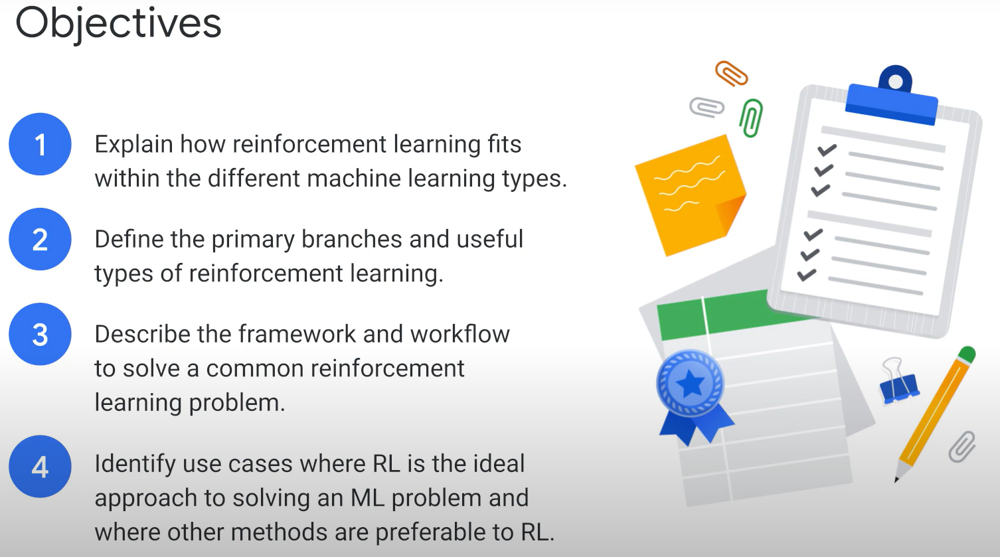 Objectives
1
Explain how reinforcement learning fits
within the different machine learning types.
2
Define the primary branches and useful
types of reinforcement learning.
3
Describe the framework and workflow
to solve a common reinforcement
learning problem.
4
Identify use cases where RL is the ideal
approach to solving an ML problem and
where other methods are preferable to RL.